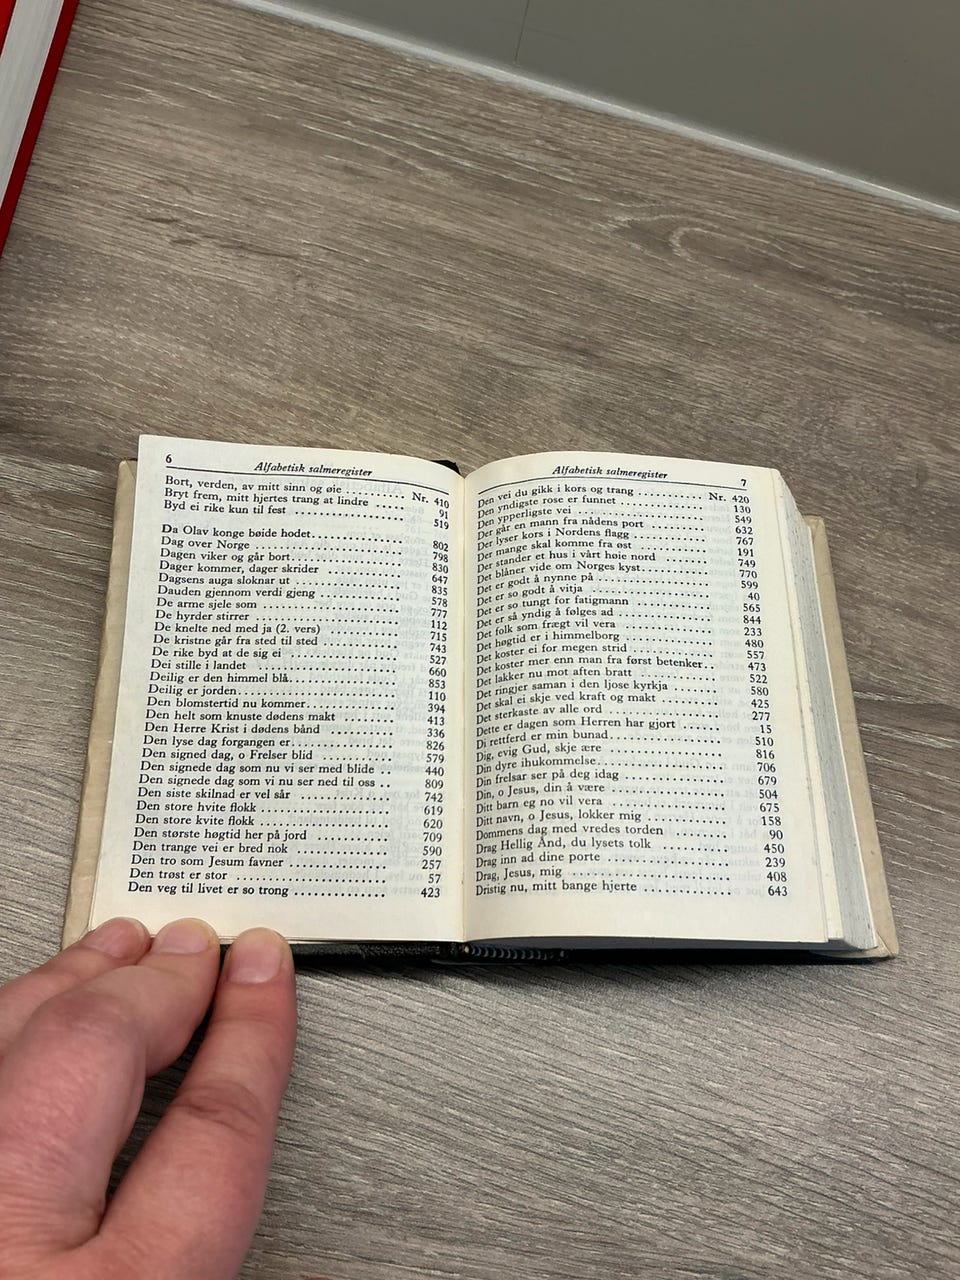 6
Alfabetisk salmeregister
Bort, verden, av mitt sinn og øie .......... Nr. 410
Bryt frem, mitt hjertes trang at lindre ..... 91
Byd ei rike kun til fest .................. 519
Da Olav konge bøide hodet............... 802
Dag over Norge ....................... 798
Dagen viker og går bort................. 830
Dager kommer, dager skrider ............ 647
Dagsens auga sloknar ut ................ 835
Dauden gjennom verdi gjeng ............ 578
De arme sjele som .................... 777
De hyrder stirrer ..................... 112
De knelte ned med ja (2. vers) .......... 715
De kristne går fra sted til sted .......... 743
De rike byd at de sig ei ............... 527
Dei stille i landet .................... 660
Deilig er den himmel blå............... 853
Deilig er jorden...................... 110
Den blomstertid nu kommer ............ 394
Den helt som knuste dødens makt ....... 413
Den Herre Krist i dødens bånd ......... 336
Den lyse dag forgangen er.............. 826
Den signed dag, o Frelser blid .......... 579
Den signede dag som nu vi ser med blide .. 440
Den signede dag som vi nu ser ned til oss .. 809
Den siste skilnad er vel sår ............. 742
Den store hvite flokk .................. 619
Den store kvite flokk .................. 620
Den største høgtid her på jord .......... 709
Den trange vei er bred nok ............. 590
Den tro som Jesum favner .............. 257
Den trøst er stor ..................... 57
Den veg til livet er so trong ............ 423
Alfabetisk salmeregister
7
Den vei du gikk i kors og trang .......... Nr. 420
Den yndigste rose er funnet ............ 130
Den ypperligste vei ................... 549
Der går en mann fra nådens port ........ 632
Der lyser kors i Nordens flagg .......... 767
Der mange skal komme fra øst .......... 191
Der stander et hus i vårt høie nord ...... 749
Det blåner vide om Norges kyst.......... 770
Det er godt å nynne på ................ 599
Det er so godt å vitja ................. 40
Det er so tungt for fatigmann ........... 565
Det er så yndig å følges ad ............ 844
Det folk som frægt vil vera ............ 233
Det høgtid er i himmelborg ............ 480
Det koster ei for megen strid ........... 557
Det koster mer enn man fra først betenker.. 473
Det lakker nu mot aften bratt .......... 522
Det ringjer saman i den ljose kyrkja ..... 580
Det skal ei skje ved kraft og makt ....... 425
Det sterkaste av alle ord ............... 277
Dette er dagen som Herren har gjort ..... 15
Di rettferd er min bunad............... 510
Dig, evig Gud, skje ære ............... 816
Din dyre ihukommelse................. 706
Din frelsar ser på deg idag ............ 679
Din, o Jesus, din å være .............. 504
Ditt barn eg no vil vera ............... 675
Ditt navn, o Jesus, lokker mig .......... 158
Dommens dag med vredes torden ........ 90
Drag Hellig Ånd, du lysets tolk ......... 450
Drag inn ad dine porte ................ 239
Drag, Jesus, mig ..................... 408
Dristig nu, mitt bange hjerte ........... 643